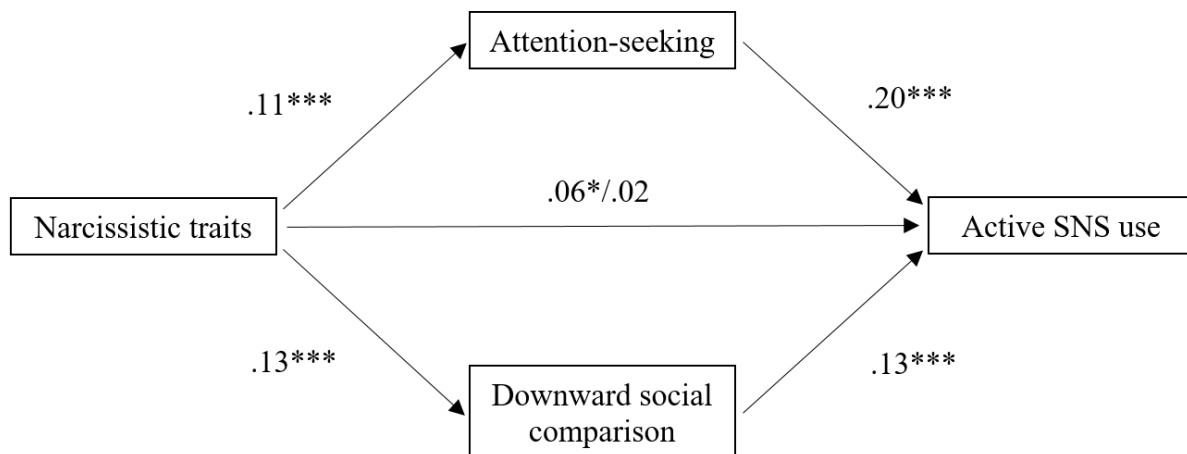 Attention-seeking
.11***
.20***
.06*/.02
Narcissistic traits
Active SNS use
.13***
.13***
Downward social
comparison